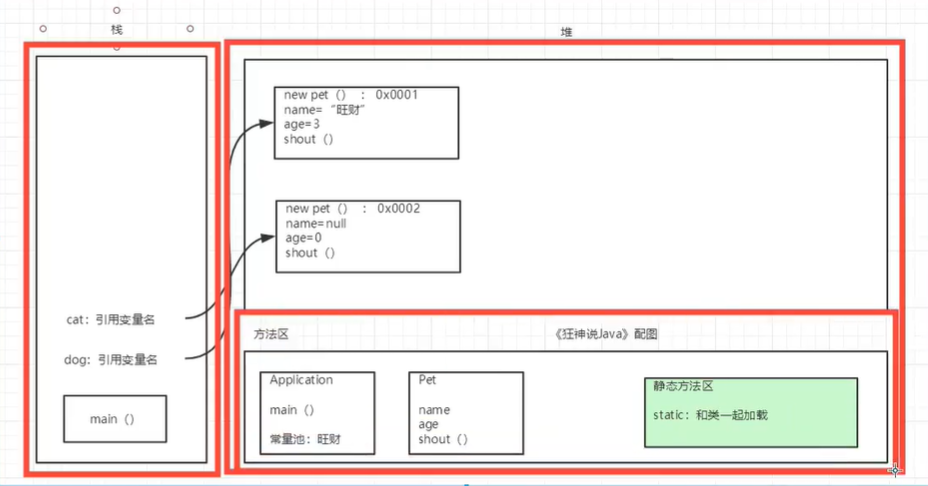 栈
堆
new pet（） ： 0x0001
name= “旺财”
age=3
shout（）
new pet（） ： 0x0002
name=null
age=0
shout（）
cat：引用变量名
dog：引用变量名
main（）
方法区
《狂神说Java》配图
Application
main（）
常量池：旺财
Pet
name
age
shout（）
静态方法区
static：和类一起加载